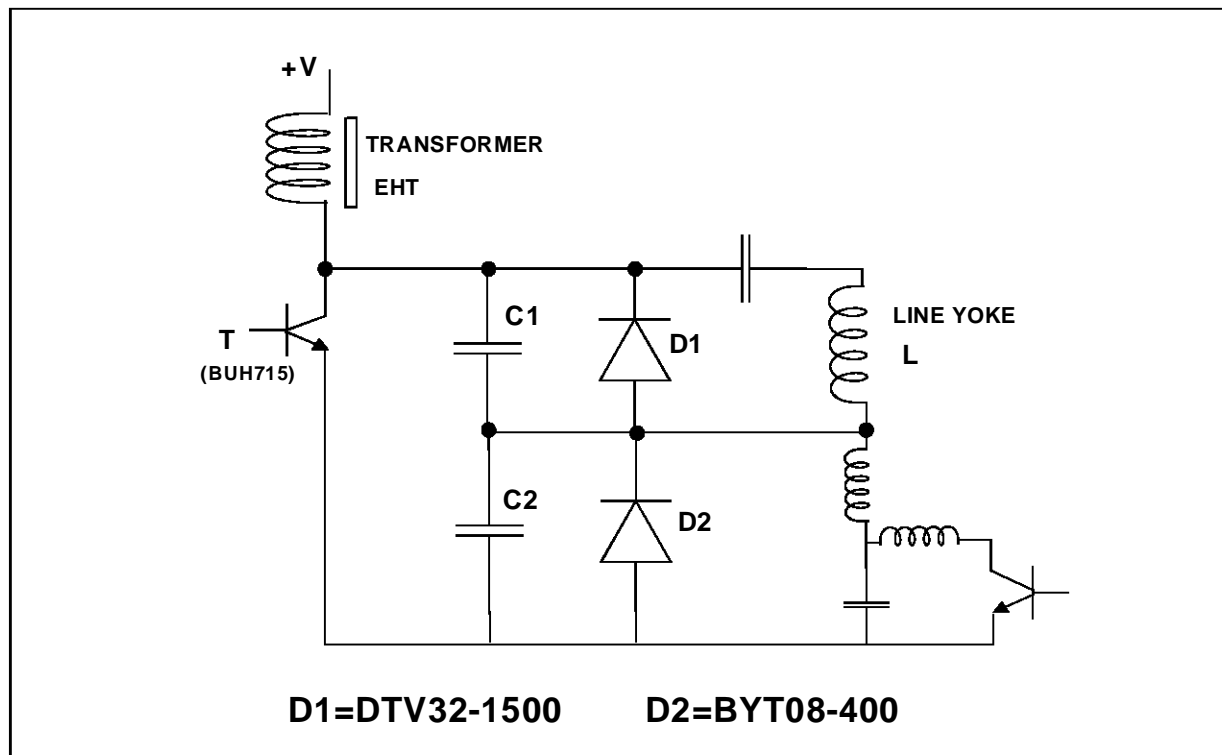 +V
TRANSFORMER
EHT
C1
D1
LINE YOKE
L
T
(BUH715)
C2
D2
D1=DTV32-1500 D2=BYT08-400